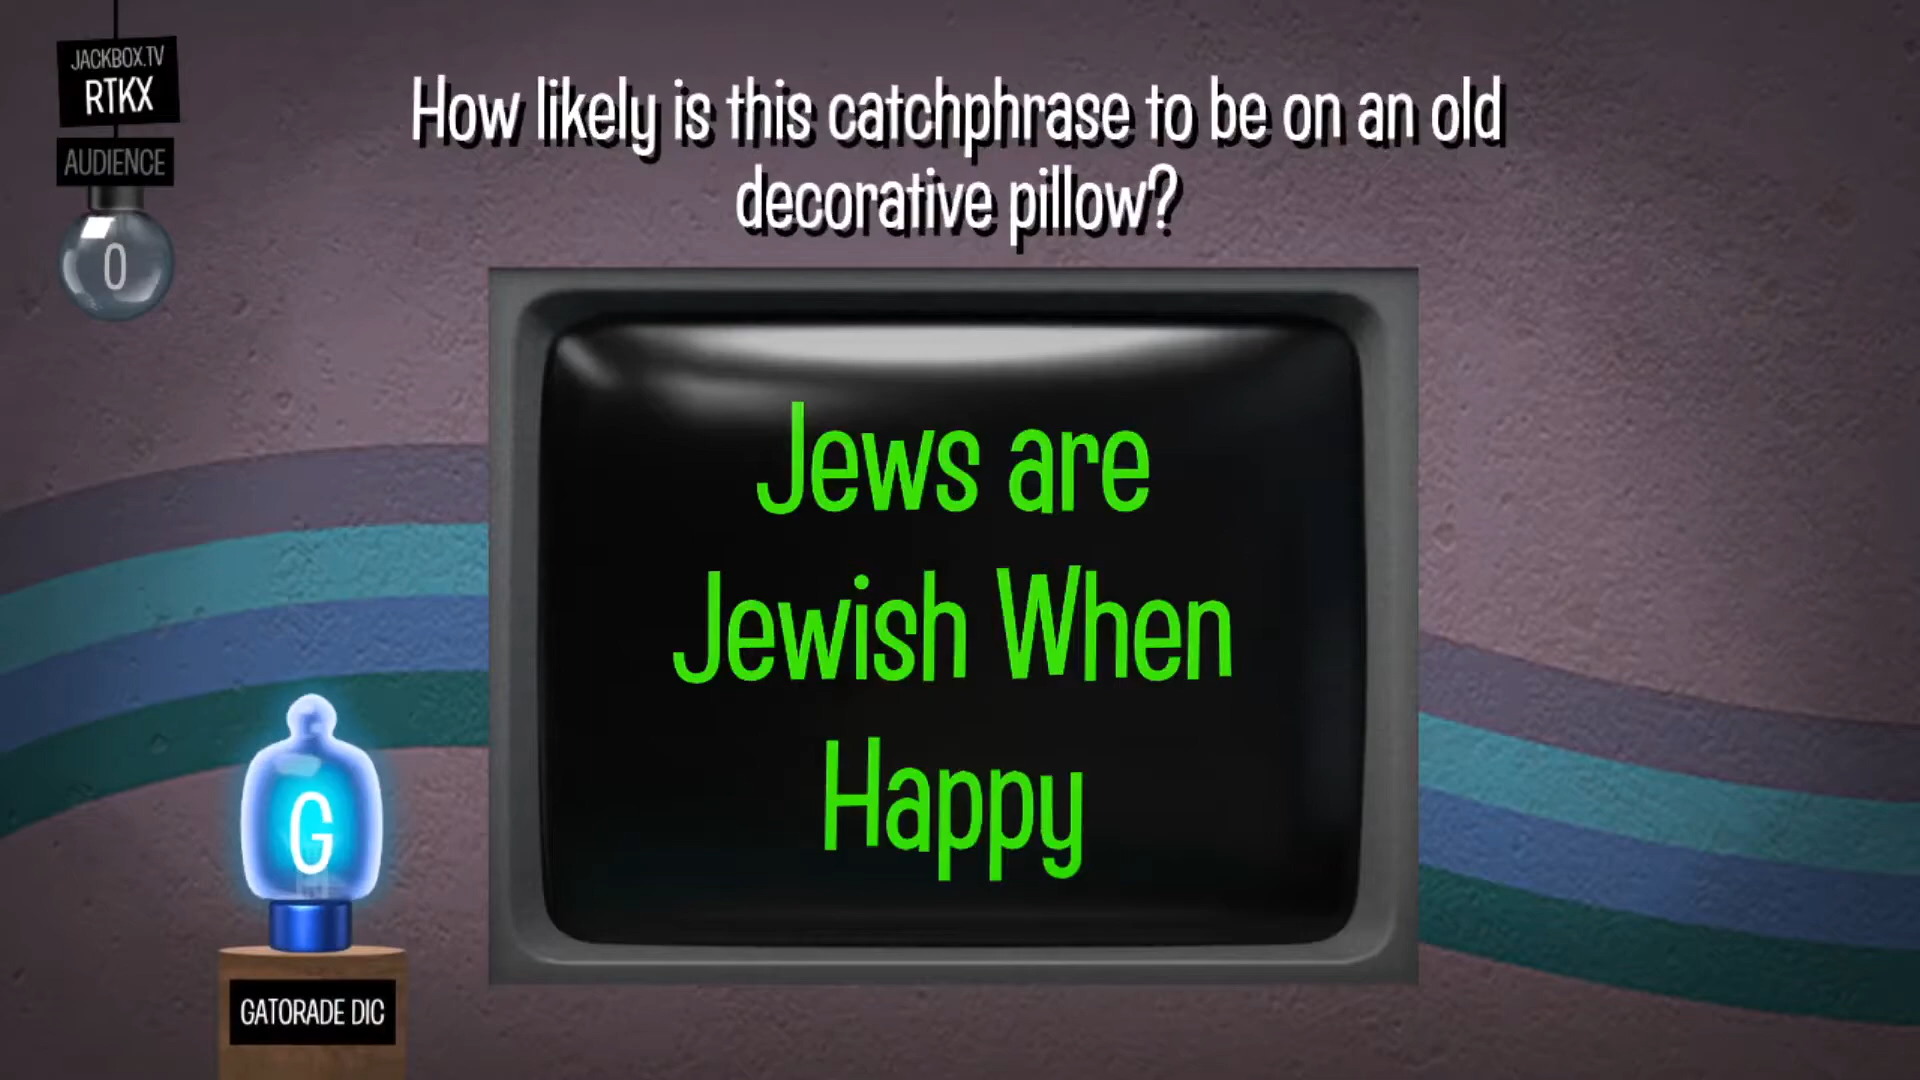 JACKBOX.TV
RTKX
AUDIENCE
0
How likely is this catchphrase to be on an old
decorative pillow?
Jews are
Jewish When
Happy
G
GATORADE DIC